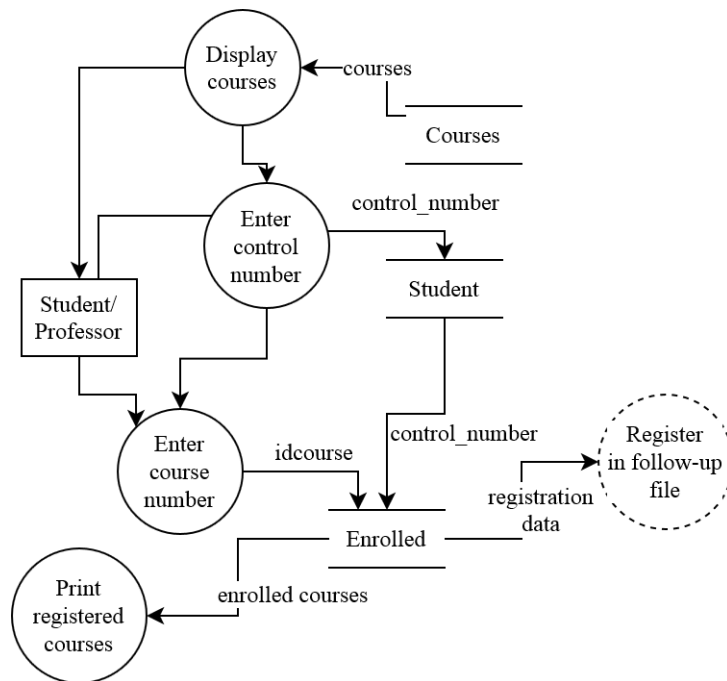 Display
courses
courses
Courses
Enter
control
number
control_number
Student/
Professor
Student
Enter
course
number
idcourse
control_number
Register
in follow-up
file
registration
data
Enrolled
enrolled courses
Print
registered
courses